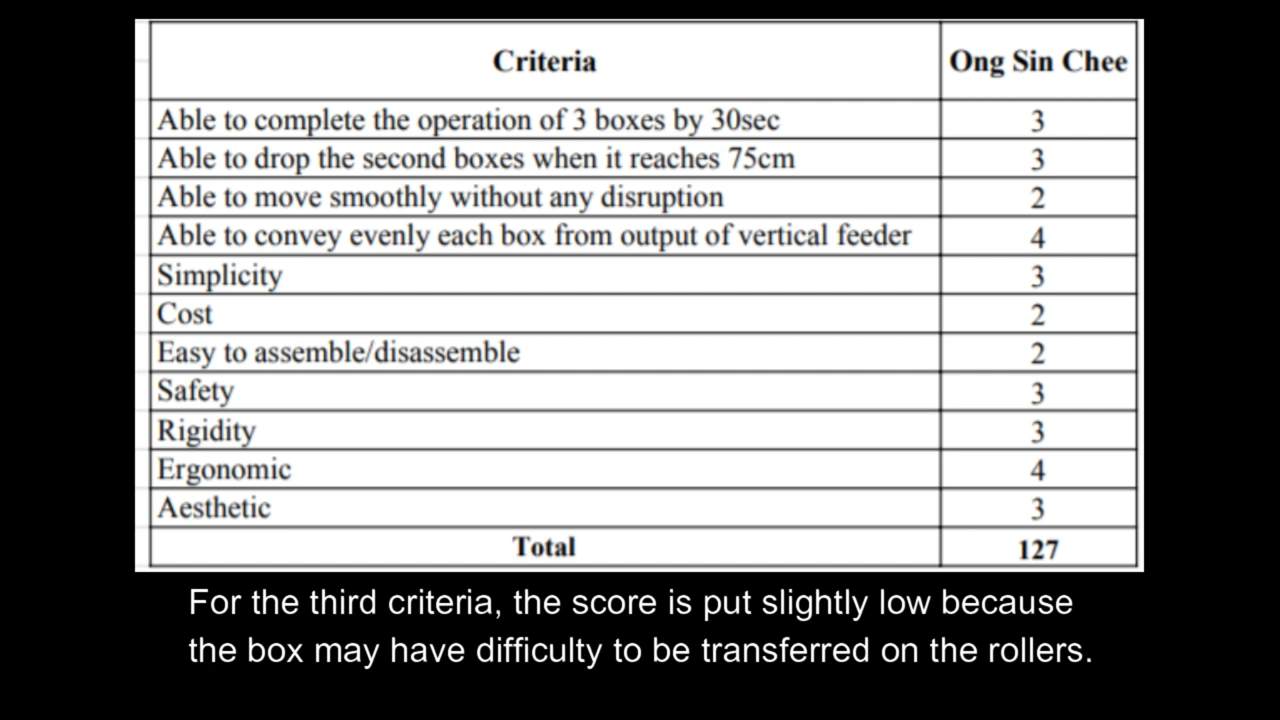 Criteria Ong Sin Chee
Able to complete the operation of 3 boxes by 30sec 3
Able to drop the second boxes when it reaches 75cm 3
Able to move smoothly without any disruption 2
Able to convey evenly each box from output of vertical feeder 4
Simplicity 3
Cost 2
Easy to assemble/disassemble 2
Safety 3
Rigidity 3
Ergonomic 4
Aesthetic 3
Total 127
For the third criteria, the score is put slightly low because
the box may have difficulty to be transferred on the rollers.